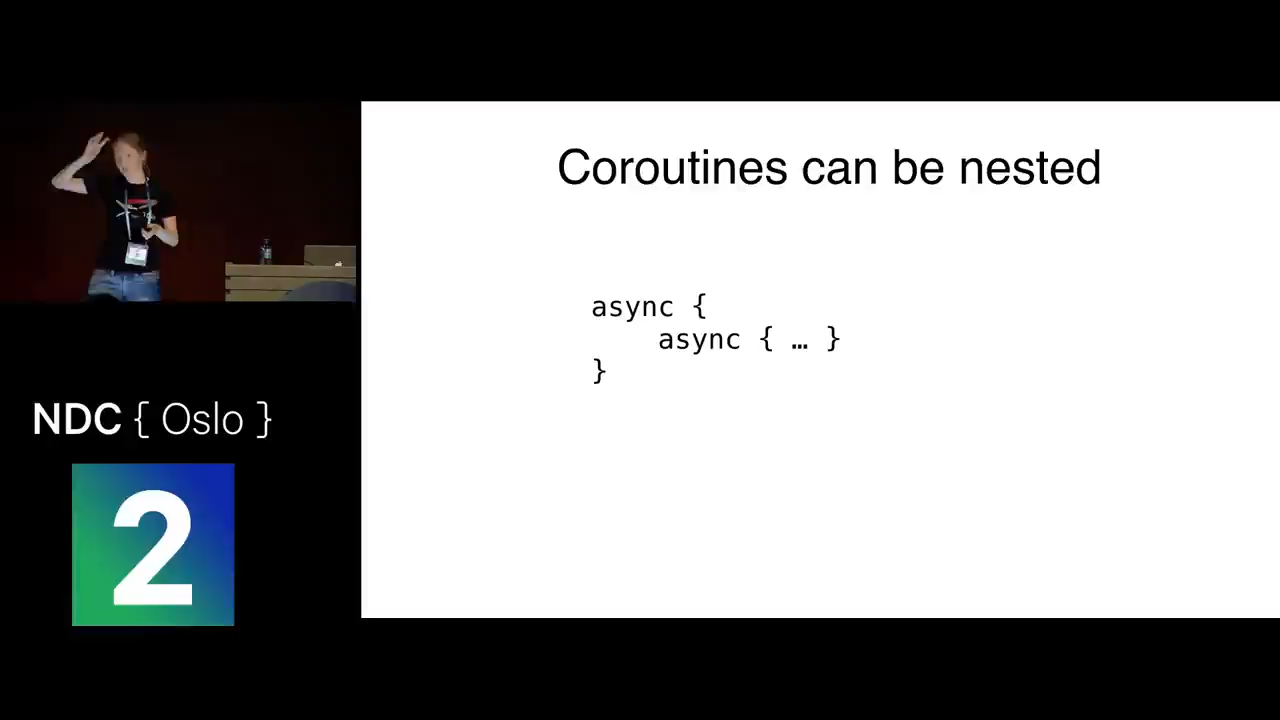 Coroutines can be nested
async {
async { … }
}
NDC { Oslo }
2